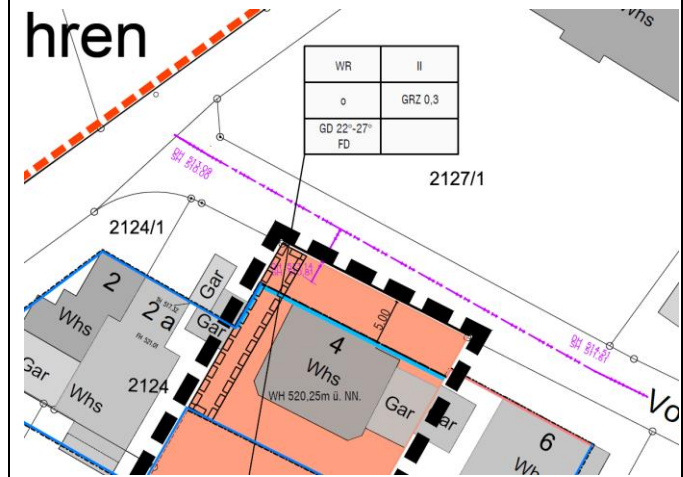 hren
Whs
WR II
o GRZ 0,3
GD 22°-27°
FD
2127/1
2124/1
2
2 a
Gar
Gar
Whs
Gar
2124
Whs
4
Whs
WH 520,25m ü. NN.
Gar
Gar
5.00
6
Wh
Vo